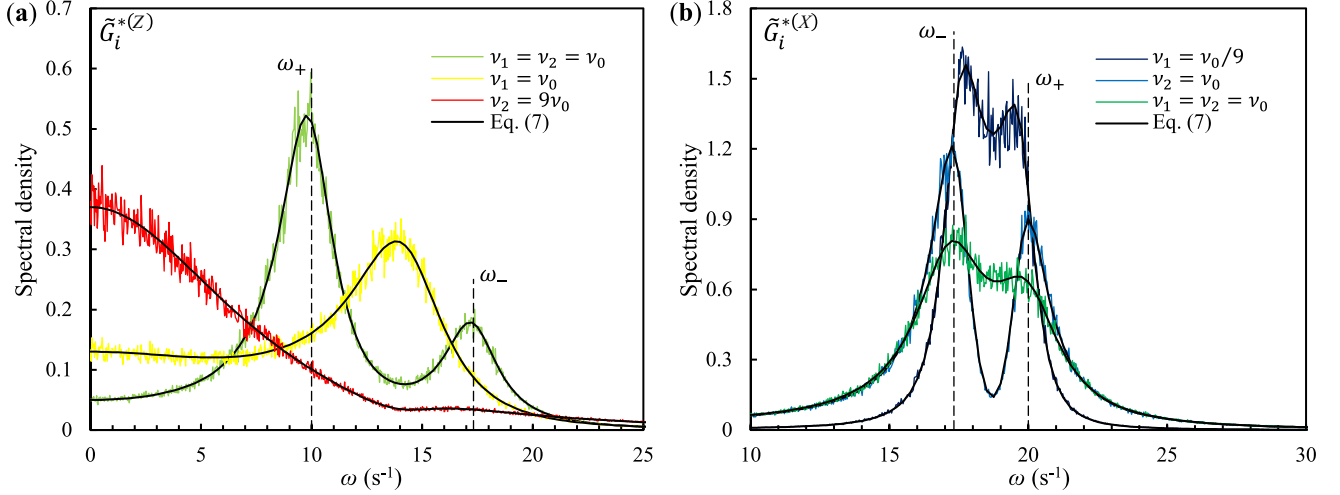 (a)
G̃ᵢ*⁽ᶻ⁾
ω₊
ω₋
ν₁ = ν₂ = ν₀
ν₁ = ν₀
ν₂ = 9ν₀
Eq. (7)
Spectral density
0.7
0.6
0.5
0.4
0.3
0.2
0.1
0
0 5 10 15 20 25
ω (s⁻¹)
(b)
G̃ᵢ*⁽ˣ⁾
ω₋
ω₊
ν₁ = ν₀/9
ν₂ = ν₀
ν₁ = ν₂ = ν₀
Eq. (7)
Spectral density
1.8
1.5
1.2
0.9
0.6
0.3
0
10 15 20 25 30
ω (s⁻¹)